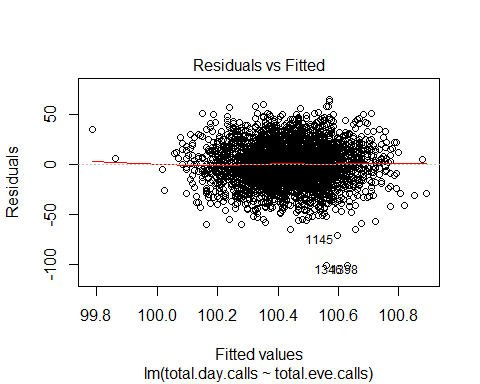 Residuals vs Fitted
Residuals
50
0
-50
-100
1145
1398
99.8 100.0 100.2 100.4 100.6 100.8
Fitted values
lm(total.day.calls ~ total.eve.calls)